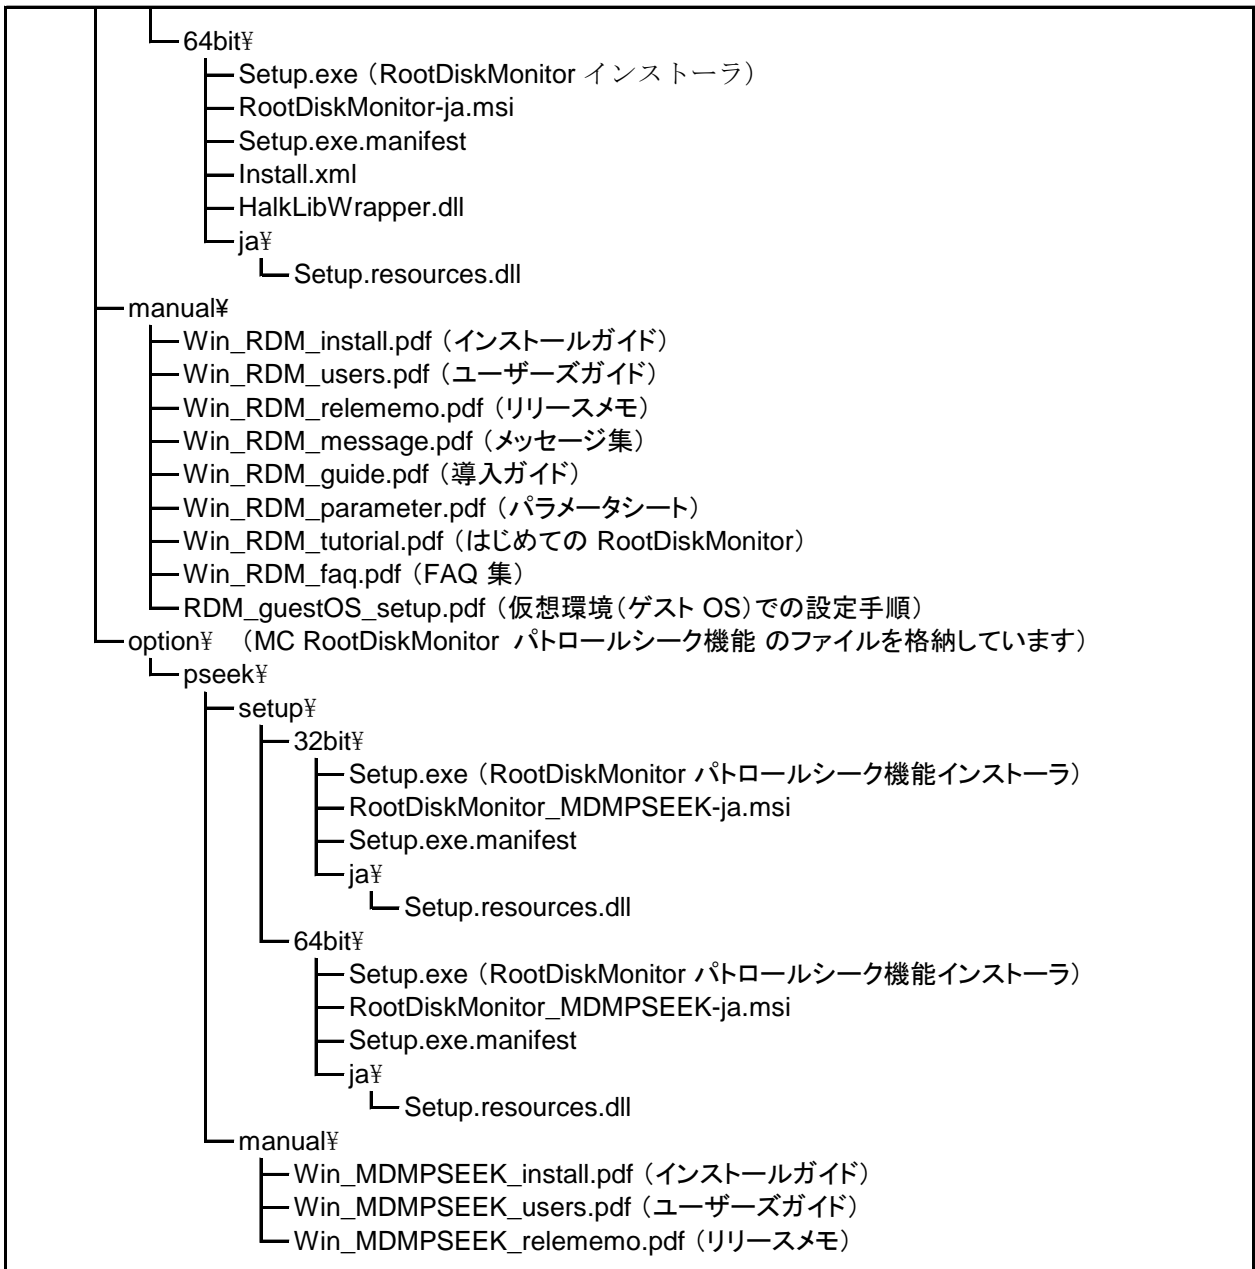 64bit¥
Setup.exe（RootDiskMonitor インストーラ）
RootDiskMonitor-ja.msi
Setup.exe.manifest
Install.xml
HalkLibWrapper.dll
ja¥
Setup.resources.dll
manual¥
Win_RDM_install.pdf（インストールガイド）
Win_RDM_users.pdf（ユーザーズガイド）
Win_RDM_relememo.pdf（リリースメモ）
Win_RDM_message.pdf（メッセージ集）
Win_RDM_guide.pdf（導入ガイド）
Win_RDM_parameter.pdf（パラメータシート）
Win_RDM_tutorial.pdf（はじめての RootDiskMonitor）
Win_RDM_faq.pdf（FAQ 集）
RDM_guestOS_setup.pdf（仮想環境（ゲスト OS）での設定手順）
option¥ （MC RootDiskMonitor パトロールシーク機能 のファイルを格納しています）
pseek¥
setup¥
32bit¥
Setup.exe（RootDiskMonitor パトロールシーク機能インストーラ）
RootDiskMonitor_MDMPSEEK-ja.msi
Setup.exe.manifest
ja¥
Setup.resources.dll
64bit¥
Setup.exe（RootDiskMonitor パトロールシーク機能インストーラ）
RootDiskMonitor_MDMPSEEK-ja.msi
Setup.exe.manifest
ja¥
Setup.resources.dll
manual¥
Win_MDMPSEEK_install.pdf（インストールガイド）
Win_MDMPSEEK_users.pdf（ユーザーズガイド）
Win_MDMPSEEK_relememo.pdf（リリースメモ）